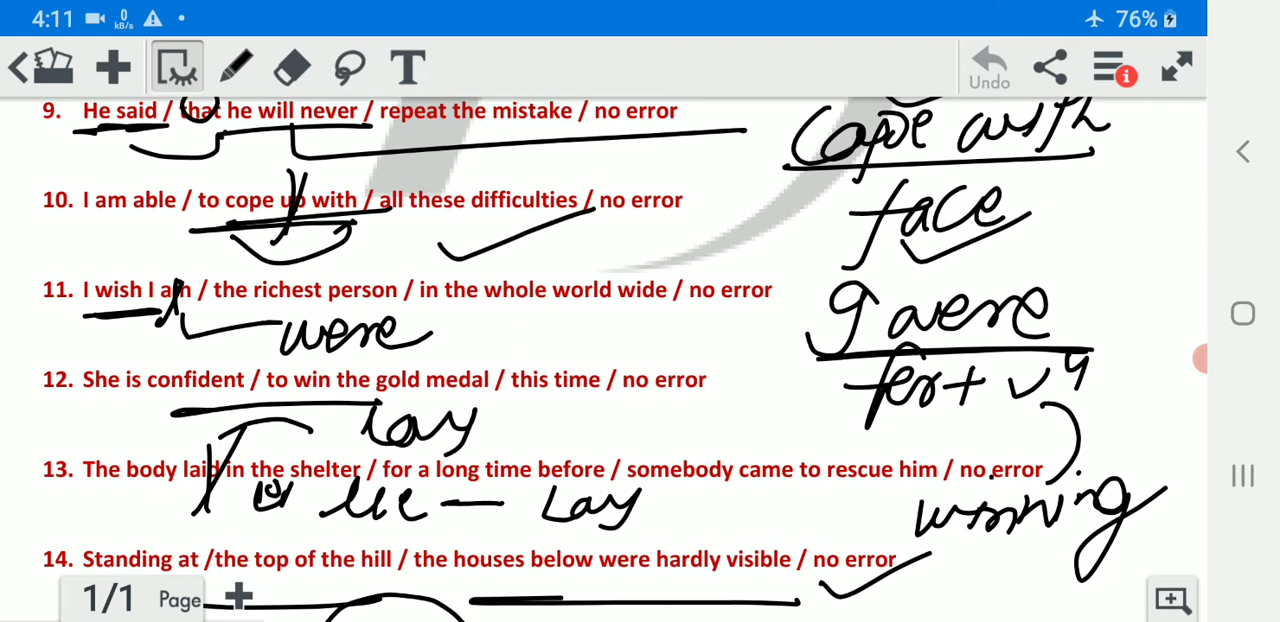 4:11 0 kB/s 76%
T Undo
9. He said / that he will never / repeat the mistake / no error
Cope with
10. I am able / to cope up with / all these difficulties / no error
face
11. I wish I am / the richest person / in the whole world wide / no error
were
were
12. She is confident / to win the gold medal / this time / no error
for + v4
Lay
13. The body laid in the shelter / for a long time before / somebody came to rescue him / no error
lie — Lay
winning
14. Standing at /the top of the hill / the houses below were hardly visible / no error
1/1 Page